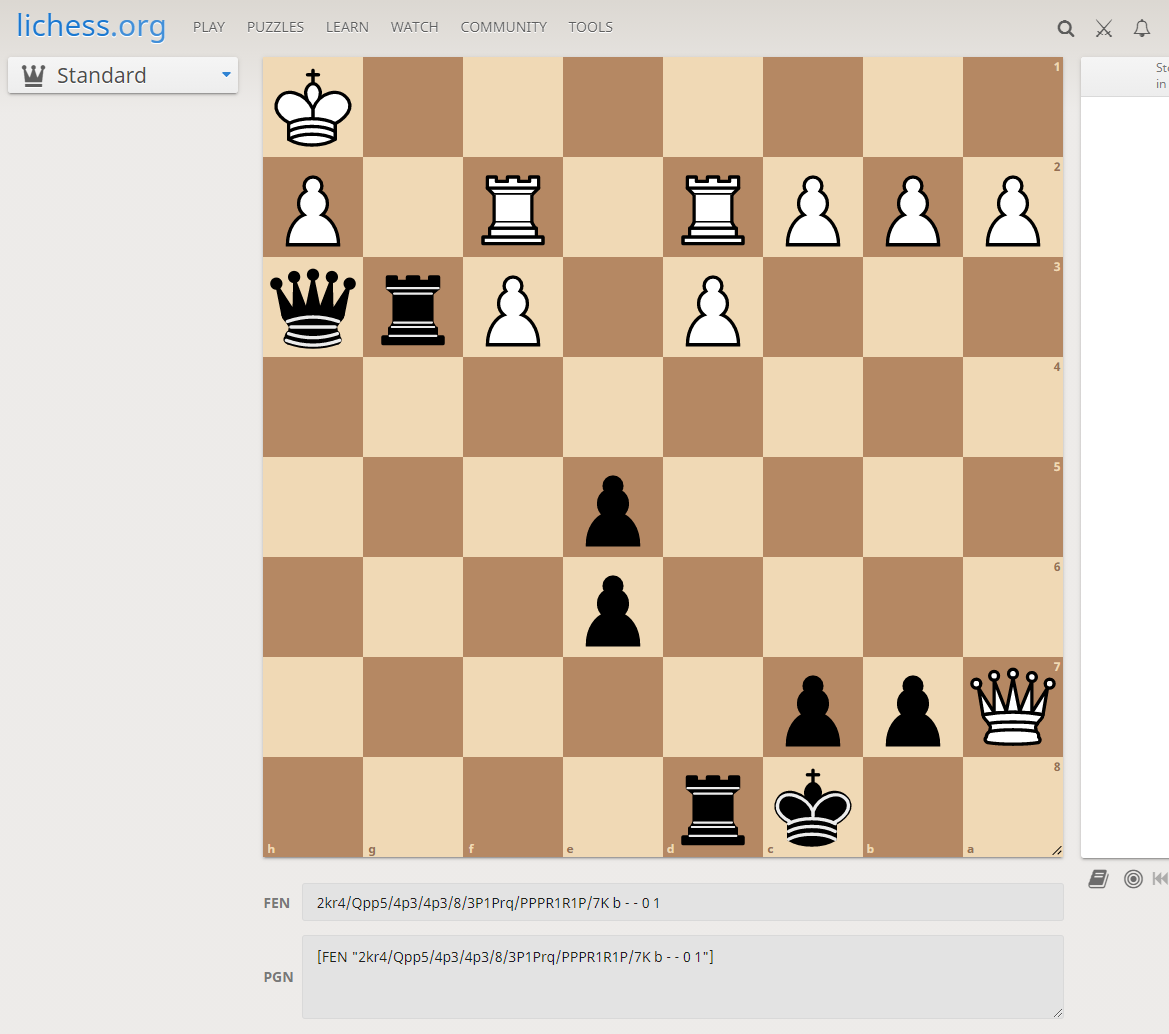 lichess.org PLAY PUZZLES LEARN WATCH COMMUNITY TOOLS
Standard
in
1
2
3
4
5
6
7
8
h g f e d c b a
FEN 2kr4/Qpp5/4p3/4p3/8/3P1Prq/PPPR1R1P/7K b - - 0 1
PGN [FEN "2kr4/Qpp5/4p3/4p3/8/3P1Prq/PPPR1R1P/7K b - - 0 1"]